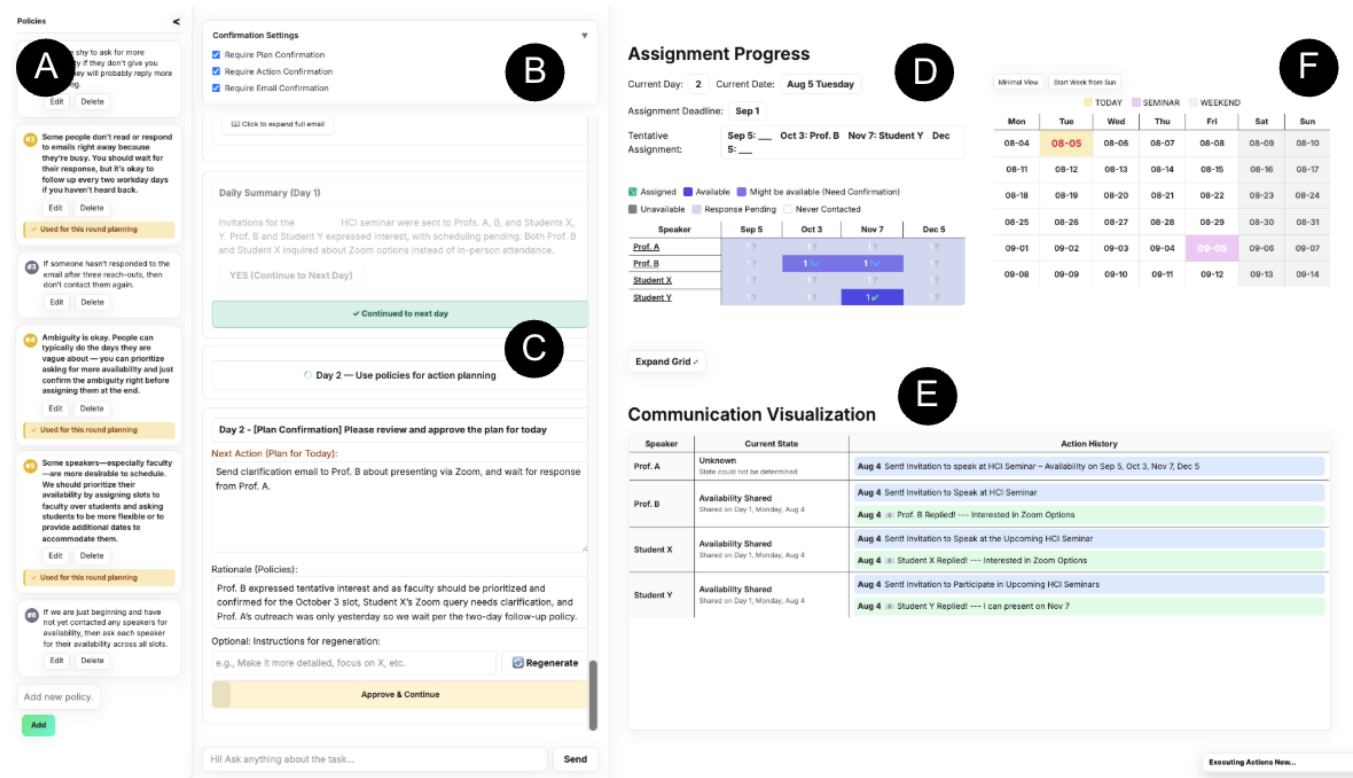 Policies
<
A
shy to ask for more
if they don't give you
ey will probably reply more
eg.
Edit Delete
#2 Some people don't read or respond
to emails right away because
they're busy. You should wait for
their response, but it's okay to
follow up every two workday days
if you haven't heard back.
Edit Delete
✓ Used for this round planning
#3 If someone hasn't responded to the
email after three reach-outs, then
don't contact them again.
Edit Delete
#4 Ambiguity is okay. People can
typically do the days they are
vague about — you can prioritize
asking for more availability and just
confirm the ambiguity right before
assigning them at the end.
Edit Delete
✓ Used for this round planning
#5 Some speakers—especially faculty
—are more desirable to schedule.
We should prioritize their
availability by assigning slots to
faculty over students and asking
students to be more flexible or to
provide additional dates to
accommodate them.
Edit Delete
✓ Used for this round planning
#6 If we are just beginning and have
not yet contacted any speakers for
availability, then ask each speaker
for their availability across all slots.
Edit Delete
Add new policy.
Add
Confirmation Settings ▼
Require Plan Confirmation
Require Action Confirmation
Require Email Confirmation
B
Click to expand full email
Daily Summary (Day 1)
Invitations for the HCI seminar were sent to Profs. A, B, and Students X,
Y. Prof. B and Student Y expressed interest, with scheduling pending. Both Prof. B
and Student X inquired about Zoom options instead of in-person attendance.
YES (Continue to Next Day)
✓ Continued to next day
C
Day 2 — Use policies for action planning
Day 2 - [Plan Confirmation] Please review and approve the plan for today
Next Action (Plan for Today):
Send clarification email to Prof. B about presenting via Zoom, and wait for response
from Prof. A.
Rationale (Policies):
Prof. B expressed tentative interest and as faculty should be prioritized and
confirmed for the October 3 slot, Student X's Zoom query needs clarification, and
Prof. A's outreach was only yesterday so we wait per the two-day follow-up policy.
Optional: Instructions for regeneration:
e.g., Make it more detailed, focus on X, etc. Regenerate
Approve & Continue
Hi! Ask anything about the task... Send
Assignment Progress
D
Current Day: 2 Current Date: Aug 5 Tuesday
Assignment Deadline: Sep 1
Tentative Sep 5: __ Oct 3: Prof. B Nov 7: Student Y Dec
Assignment: 5: __
Assigned Available Might be available (Need Confirmation)
Unavailable Response Pending Never Contacted
Speaker Sep 5 Oct 3 Nov 7 Dec 5
Prof. A 1 ? 1 ? 1 ? 1 ?
Prof. B 1 ? 1 ?✓ 1 ?✓ 1 ?
Student X 1 ? 1 ? 1 ? 1 ?
Student Y 1 ? 1 ? 1✓ 1 ?
Expand Grid
F
Minimal View Start Week from Sun
TODAY SEMINAR WEEKEND
Mon Tue Wed Thu Fri Sat Sun
08-04 08-05 08-06 08-07 08-08 08-09 08-10
08-11 08-12 08-13 08-14 08-15 08-16 08-17
08-18 08-19 08-20 08-21 08-22 08-23 08-24
08-25 08-26 08-27 08-28 08-29 08-30 08-31
09-01 09-02 09-03 09-04 09-05 09-06 09-07
09-08 09-09 09-10 09-11 09-12 09-13 09-14
E
Communication Visualization
Speaker Current State Action History
Prof. A Unknown
State could not be determined
Aug 4 Sent! Invitation to speak at HCI Seminar – Availability on Sep 5, Oct 3, Nov 7, Dec 5
Prof. B Availability Shared
Shared on Day 1, Monday, Aug 4
Aug 4 Sent! Invitation to Speak at HCI Seminar
Aug 4 Prof. B Replied! --- Interested in Zoom Options
Student X Availability Shared
Shared on Day 1, Monday, Aug 4
Aug 4 Sent! Invitation to Speak at the Upcoming HCI Seminar
Aug 4 Student X Replied! --- Interested in Zoom Options
Student Y Availability Shared
Shared on Day 1, Monday, Aug 4
Aug 4 Sent! Invitation to Participate in Upcoming HCI Seminars
Aug 4 Student Y Replied! --- I can present on Nov 7
Executing Actions Now...